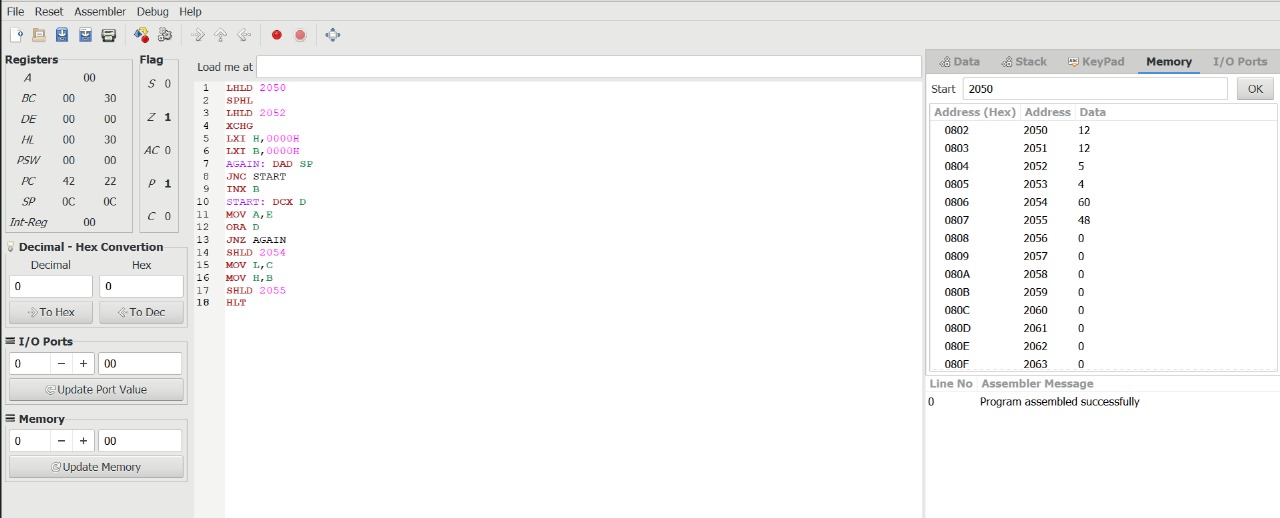 File Reset Assembler Debug Help
Registers
A 00
BC 00 30
DE 00 00
HL 00 30
PSW 00 00
PC 42 22
SP 0C 0C
Int-Reg 00
Flag
S 0
Z 1
AC 0
P 1
C 0
Decimal - Hex Convertion
Decimal Hex
0 0
To Hex To Dec
I/O Ports
0 − + 00
Update Port Value
Memory
0 − + 00
Update Memory
Load me at
1 LHLD 2050
2 SPHL
3 LHLD 2052
4 XCHG
5 LXI H,0000H
6 LXI B,0000H
7 AGAIN: DAD SP
8 JNC START
9 INX B
10 START: DCX D
11 MOV A,E
12 ORA D
13 JNZ AGAIN
14 SHLD 2054
15 MOV L,C
16 MOV H,B
17 SHLD 2055
18 HLT
Data Stack KeyPad Memory I/O Ports
Start 2050 OK
Address (Hex) Address Data
0802 2050 12
0803 2051 12
0804 2052 5
0805 2053 4
0806 2054 60
0807 2055 48
0808 2056 0
0809 2057 0
080A 2058 0
080B 2059 0
080C 2060 0
080D 2061 0
080E 2062 0
080F 2063 0
Line No Assembler Message
0 Program assembled successfully